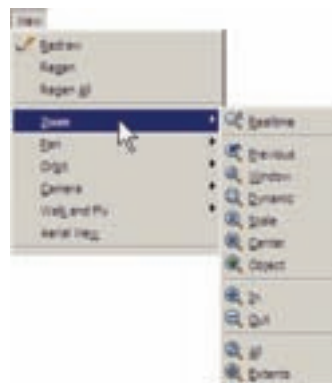 View
Redraw
Regen
Regen All
Zoom
Pan
Orbit
Camera
Walk and Fly
Aerial View
Realtime
Previous
Window
Dynamic
Scale
Center
Object
In
Out
All
Extents